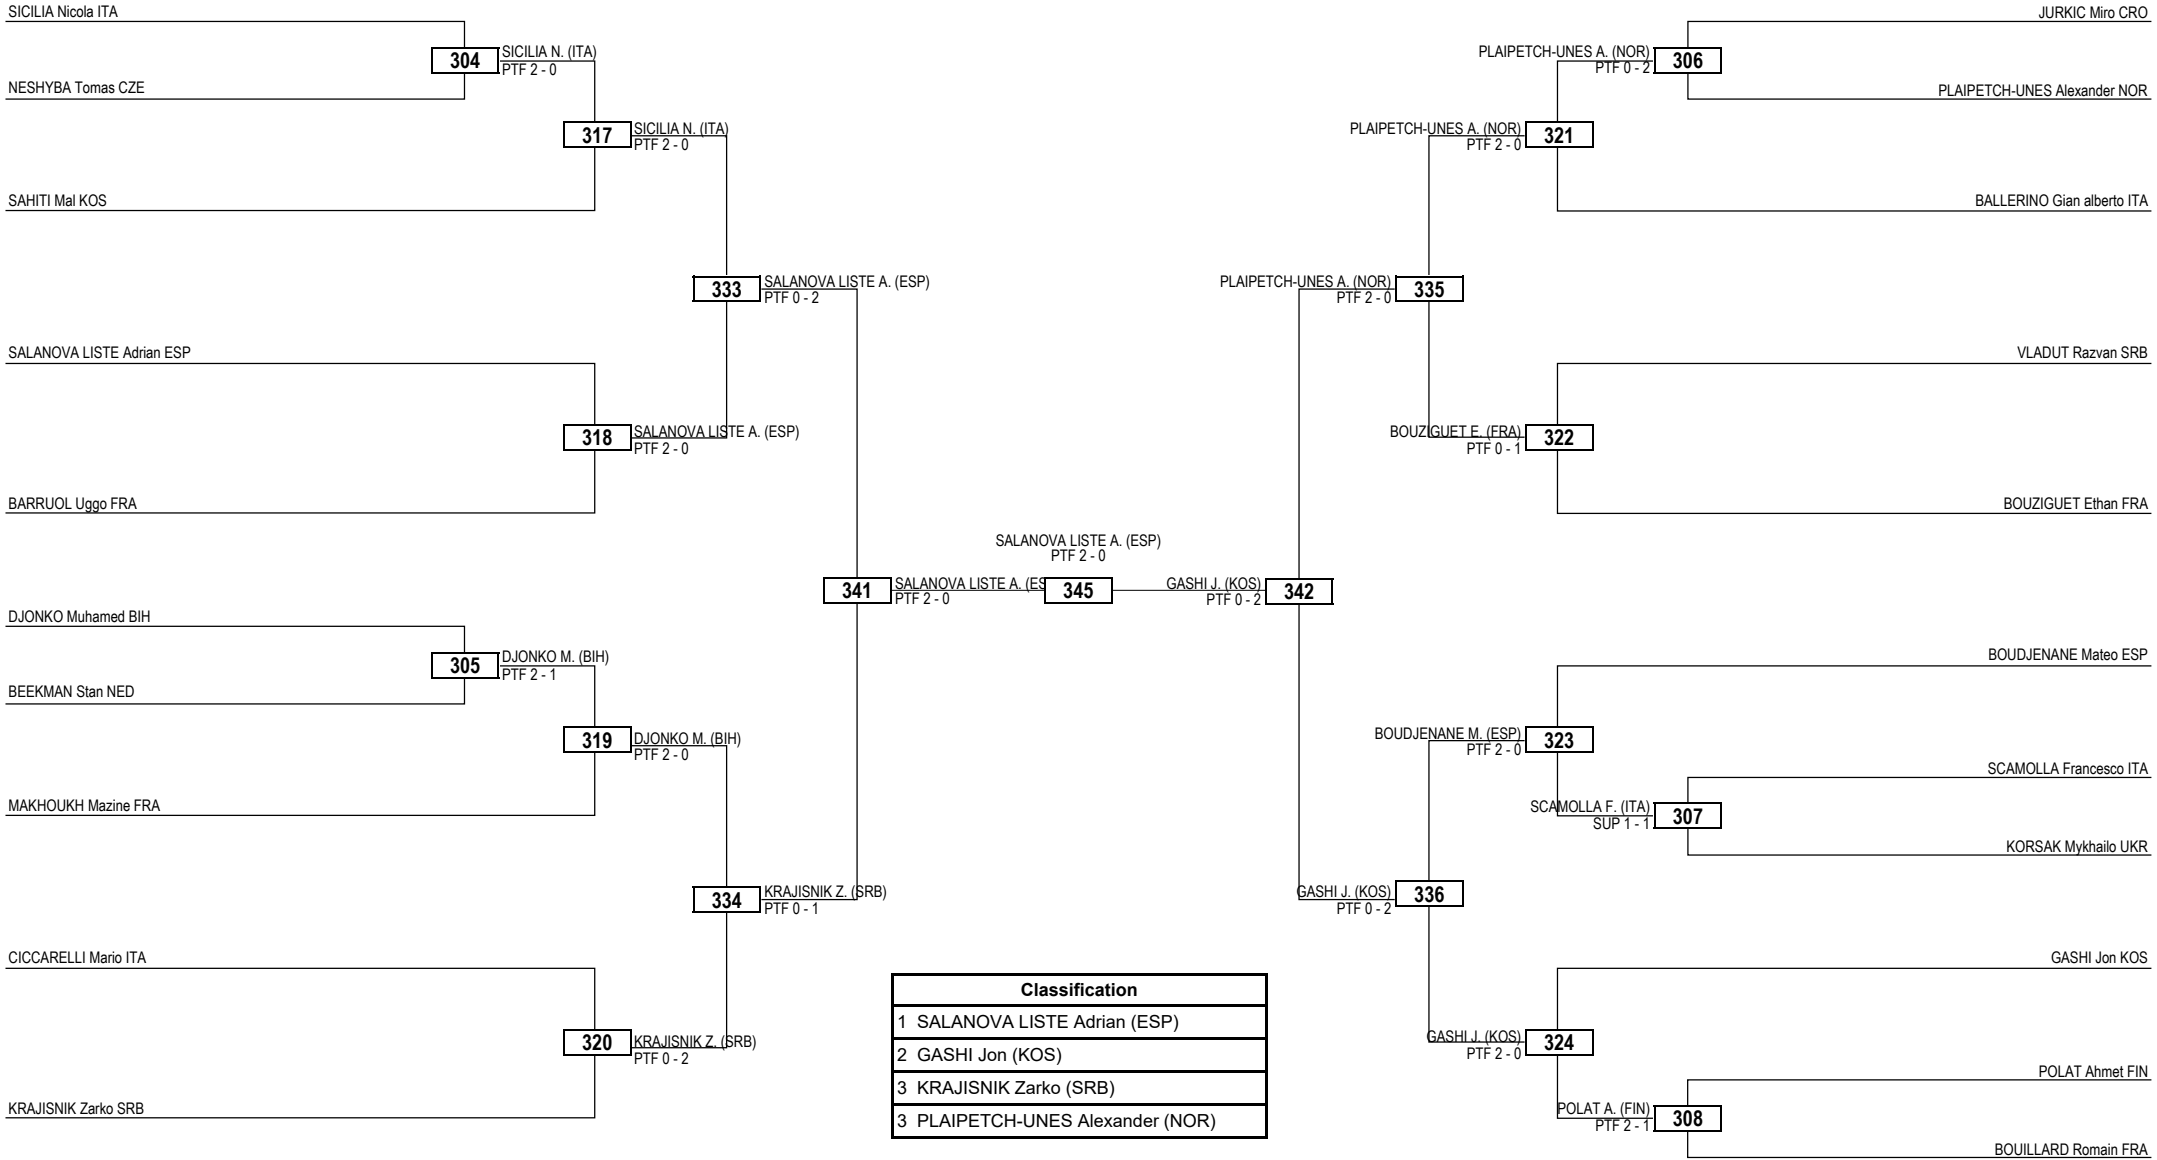 SICILIA Nicola ITA
304
SICILIA N. (ITA)
PTF 2 - 0
NESHYBA Tomas CZE
317
SICILIA N. (ITA)
PTF 2 - 0
SAHITI Mal KOS
333
SALANOVA LISTE A. (ESP)
PTF 0 - 2
SALANOVA LISTE Adrian ESP
318
SALANOVA LISTE A. (ESP)
PTF 2 - 0
BARRUOL Uggo FRA
341
SALANOVA LISTE A. (ES
PTF 2 - 0
DJONKO Muhamed BIH
305
DJONKO M. (BIH)
PTF 2 - 1
BEEKMAN Stan NED
319
DJONKO M. (BIH)
PTF 2 - 0
MAKHOUKH Mazine FRA
334
KRAJISNIK Z. (SRB)
PTF 0 - 1
CICCARELLI Mario ITA
320
KRAJISNIK Z. (SRB)
PTF 0 - 2
KRAJISNIK Zarko SRB
SALANOVA LISTE A. (ESP)
PTF 2 - 0
345
JURKIC Miro CRO
PLAIPETCH-UNES A. (NOR)
PTF 0 - 2
306
PLAIPETCH-UNES Alexander NOR
PLAIPETCH-UNES A. (NOR)
PTF 2 - 0
321
BALLERINO Gian alberto ITA
PLAIPETCH-UNES A. (NOR)
PTF 2 - 0
335
VLADUT Razvan SRB
BOUZIGUET E. (FRA)
PTF 0 - 1
322
BOUZIGUET Ethan FRA
GASHI J. (KOS)
PTF 0 - 2
342
BOUDJENANE Mateo ESP
BOUDJENANE M. (ESP)
PTF 2 - 0
323
SCAMOLLA Francesco ITA
SCAMOLLA F. (ITA)
SUP 1 - 1
307
KORSAK Mykhailo UKR
GASHI J. (KOS)
PTF 0 - 2
336
GASHI Jon KOS
GASHI J. (KOS)
PTF 2 - 0
324
POLAT Ahmet FIN
POLAT A. (FIN)
PTF 2 - 1
308
BOUILLARD Romain FRA
Classification
1 SALANOVA LISTE Adrian (ESP)
2 GASHI Jon (KOS)
3 KRAJISNIK Zarko (SRB)
3 PLAIPETCH-UNES Alexander (NOR)